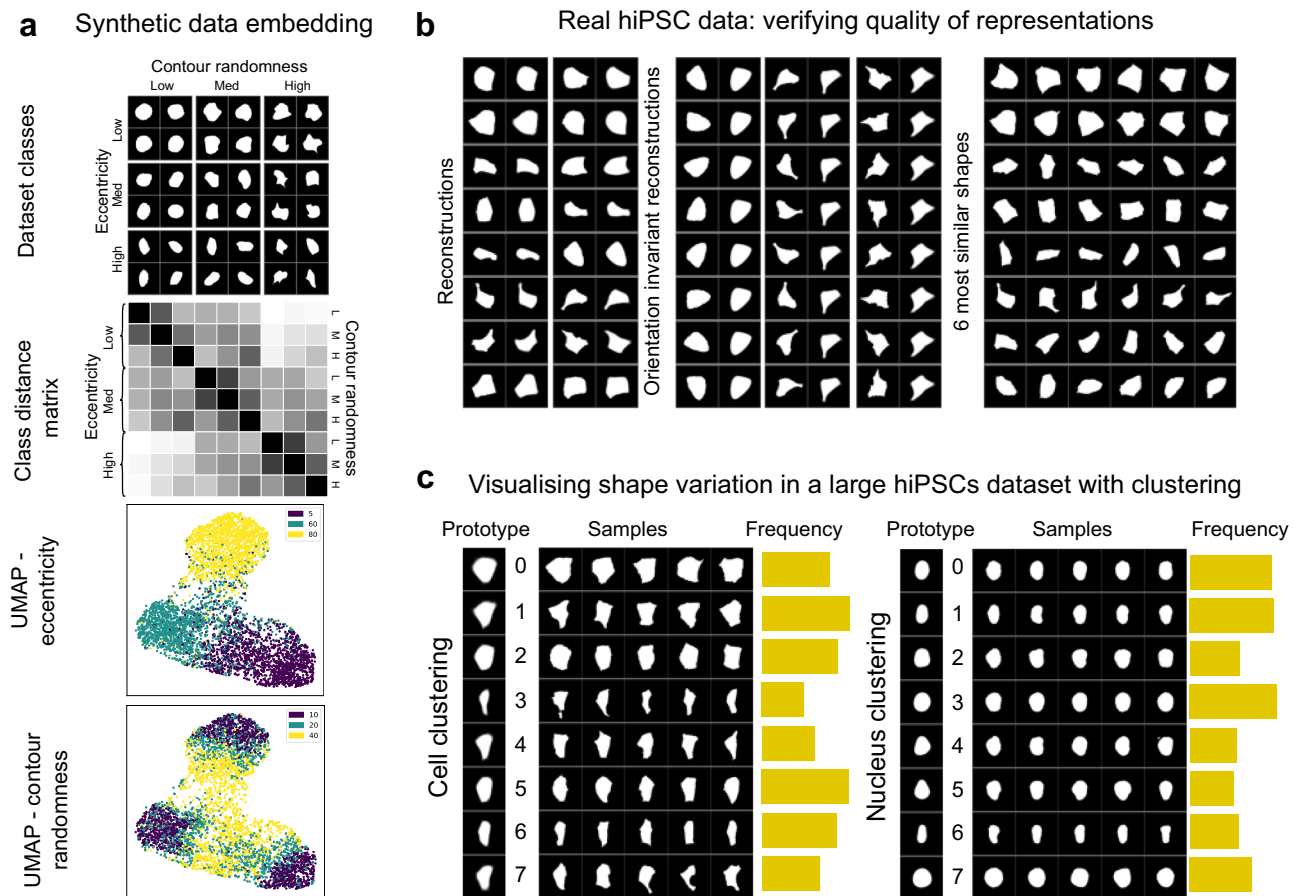 a Synthetic data embedding
Contour randomness
Low Med High
Dataset classes
Eccentricity
Low
Med
High
Class distance
matrix
Eccentricity
Low
Med
High
L
M
H
L
M
H
L
M
H
Contour randomness
UMAP -
eccentricity
5
60
80
UMAP - contour
randomness
10
20
40
b Real hiPSC data: verifying quality of representations
Reconstructions
Orientation invariant reconstructions
6 most similar shapes
c Visualising shape variation in a large hiPSCs dataset with clustering
Prototype Samples Frequency
Cell clustering
0
1
2
3
4
5
6
7
Prototype Samples Frequency
Nucleus clustering
0
1
2
3
4
5
6
7